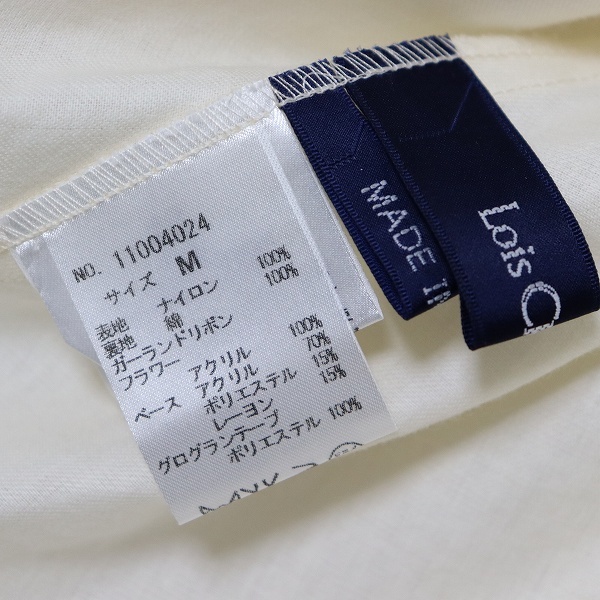 NO. 11004024
サイズ M
表地 ナイロン 100%
裏地 綿 100%
ガーランドリボン
フラワー アクリル 100%
ベース アクリル 70%
ポリエステル 15%
レーヨン 15%
グログランテープ
ポリエステル 100%
MADE
Lois